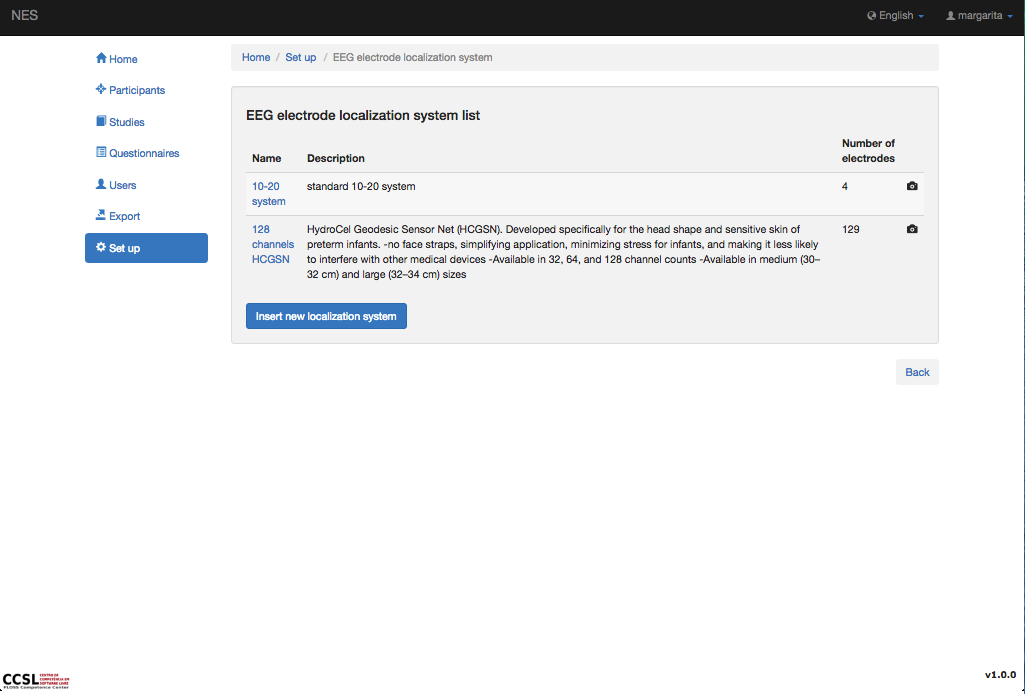 NES
English
margarita
Home
Participants
Studies
Questionnaires
Users
Export
Set up
Home / Set up / EEG electrode localization system
EEG electrode localization system list
Name Description Number of electrodes
10-20 system standard 10-20 system 4
128 channels HCGSN
HydroCel Geodesic Sensor Net (HCGSN). Developed specifically for the head shape and sensitive skin of
preterm infants. -no face straps, simplifying application, minimizing stress for infants, and making it less likely
to interfere with other medical devices -Available in 32, 64, and 128 channel counts -Available in medium (30–
32 cm) and large (32–34 cm) sizes
129
Insert new localization system
Back
CCSL
CENTRO DE
COMPETÊNCIA EM
SOFTWARE LIVRE
FLOSS Competence Center
v1.0.0